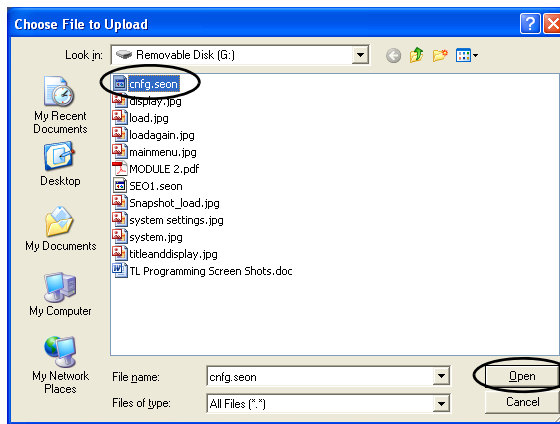 Choose File to Upload
Look in: Removable Disk (G:)
My Recent
Documents
Desktop
My Documents
My Computer
My Network
Places
cnfg.seon
display.jpg
load.jpg
loadagain.jpg
mainmenu.jpg
MODULE 2.pdf
SEO1.seon
Snapshot_load.jpg
system settings.jpg
system.jpg
titleanddisplay.jpg
TL Programming Screen Shots.doc
File name: cnfg.seon Open
Files of type: All Files (*.*) Cancel